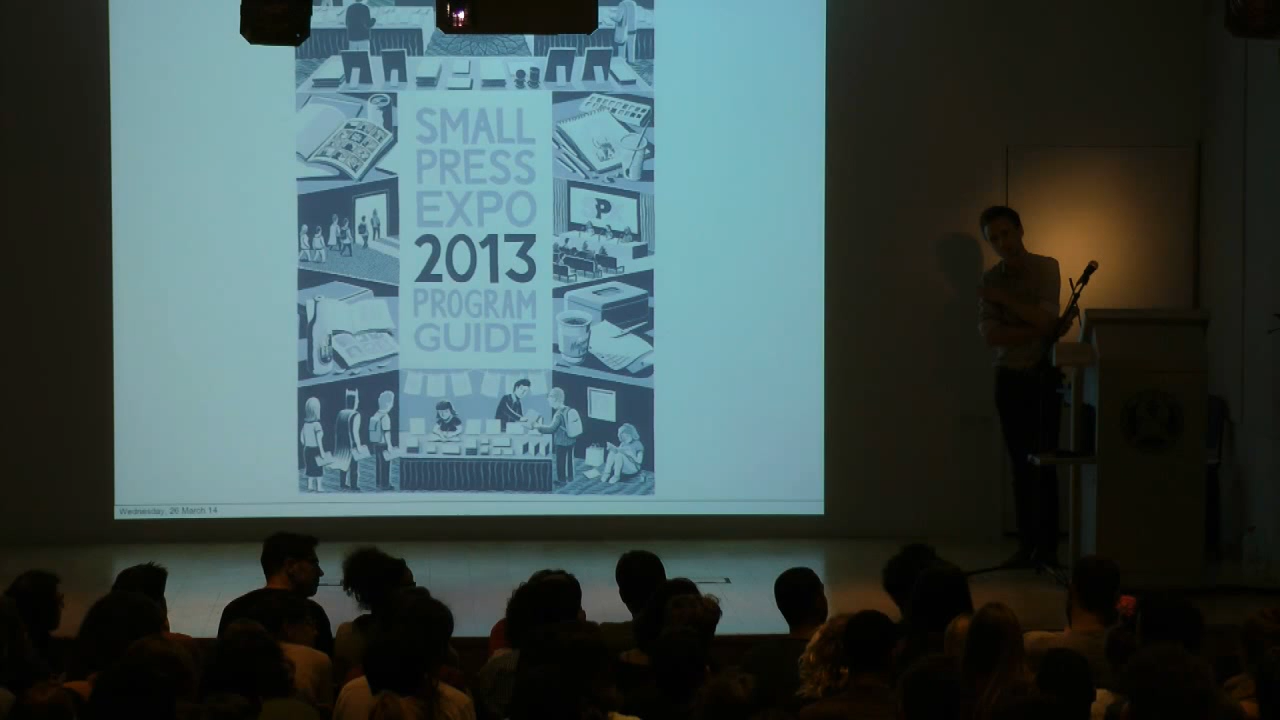 SMALL
PRESS
EXPO
2013
PROGRAM
GUIDE
P
Wednesday, 26 March 14